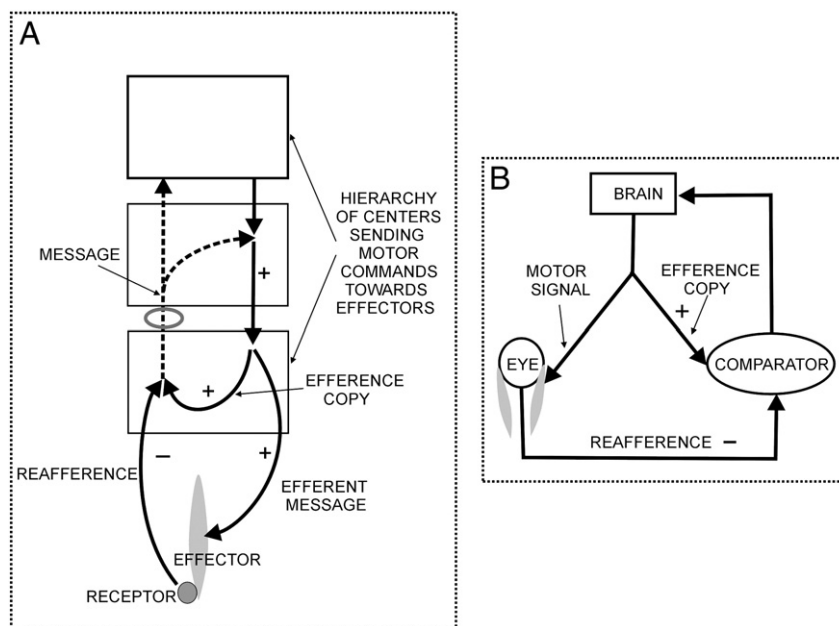 A
HIERARCHY
OF CENTERS
SENDING
MOTOR
COMMANDS
TOWARDS
EFFECTORS
MESSAGE
+
EFFERENCE
COPY
+
–
+
REAFFERENCE
EFFERENT
MESSAGE
EFFECTOR
RECEPTOR
B
BRAIN
MOTOR
SIGNAL
EFFERENCE
COPY
+
EYE
COMPARATOR
REAFFERENCE –